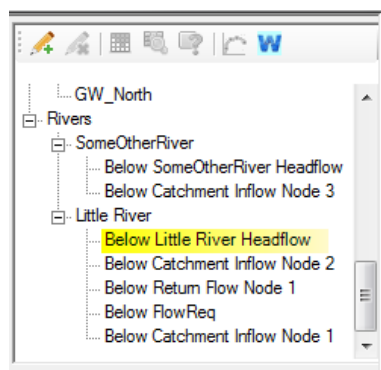 W
GW_North
Rivers
SomeOtherRiver
Below SomeOtherRiver Headflow
Below Catchment Inflow Node 3
Little River
Below Little River Headflow
Below Catchment Inflow Node 2
Below Return Flow Node 1
Below FlowReq
Below Catchment Inflow Node 1